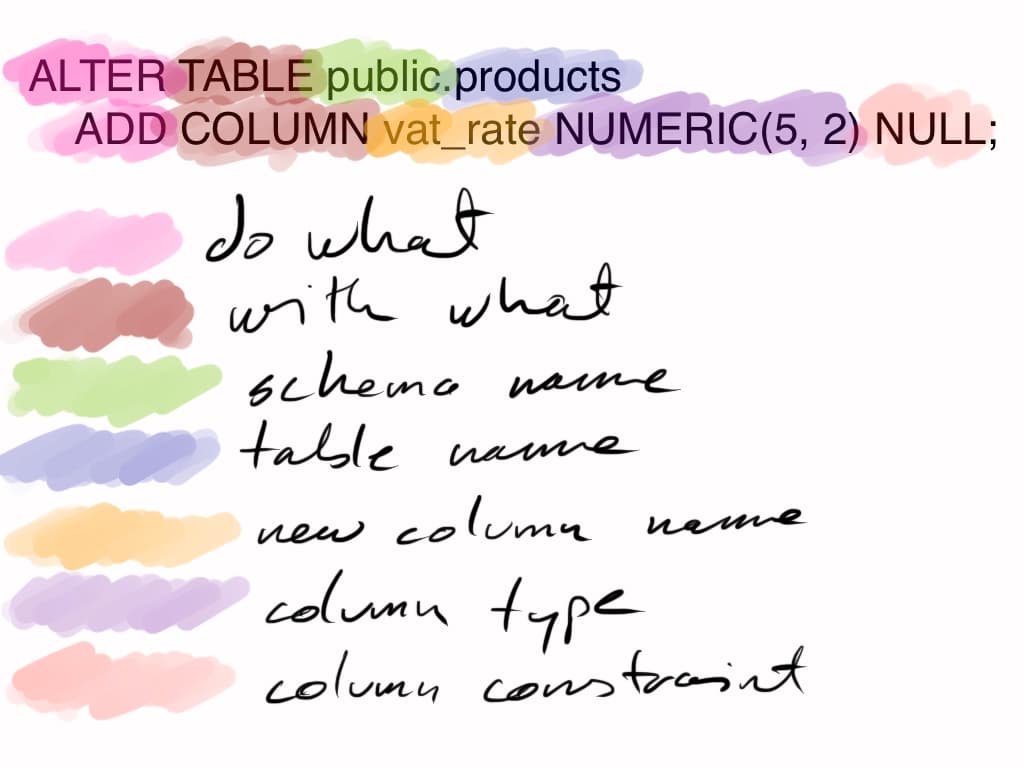 ALTER TABLE public.products
ADD COLUMN vat_rate NUMERIC(5, 2) NULL;
do what
with what
schema name
table name
new column name
column type
column constraint